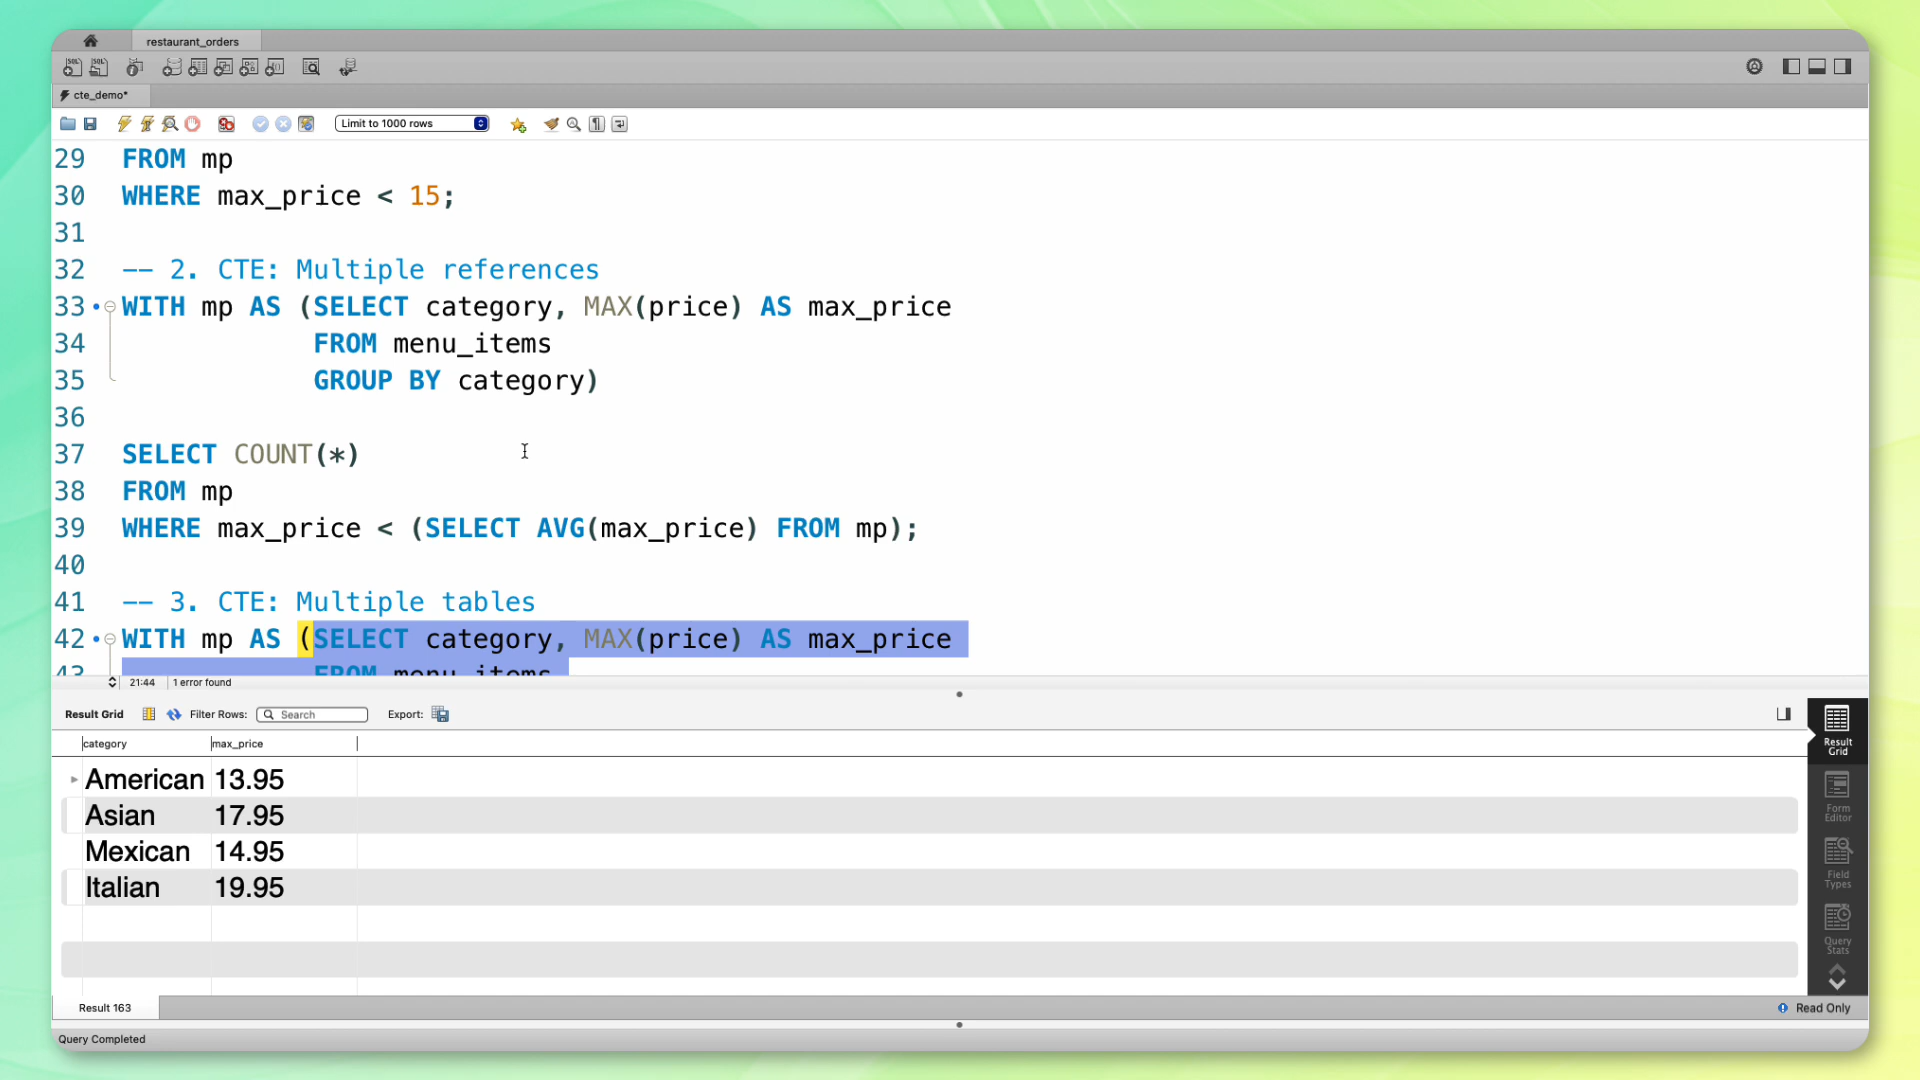 restaurant_orders
cte_demo*
Limit to 1000 rows
29 FROM mp
30 WHERE max_price < 15;
31
32 -- 2. CTE: Multiple references
33 WITH mp AS (SELECT category, MAX(price) AS max_price
34 FROM menu_items
35 GROUP BY category)
36
37 SELECT COUNT(*)
38 FROM mp
39 WHERE max_price < (SELECT AVG(max_price) FROM mp);
40
41 -- 3. CTE: Multiple tables
42 WITH mp AS (SELECT category, MAX(price) AS max_price
43 FROM menu_items
21:44 1 error found
Result Grid Filter Rows: Search Export:
category max_price
American 13.95
Asian 17.95
Mexican 14.95
Italian 19.95
Result
Grid
Form
Editor
Field
Types
Query
Stats
Result 163 Read Only
Query Completed